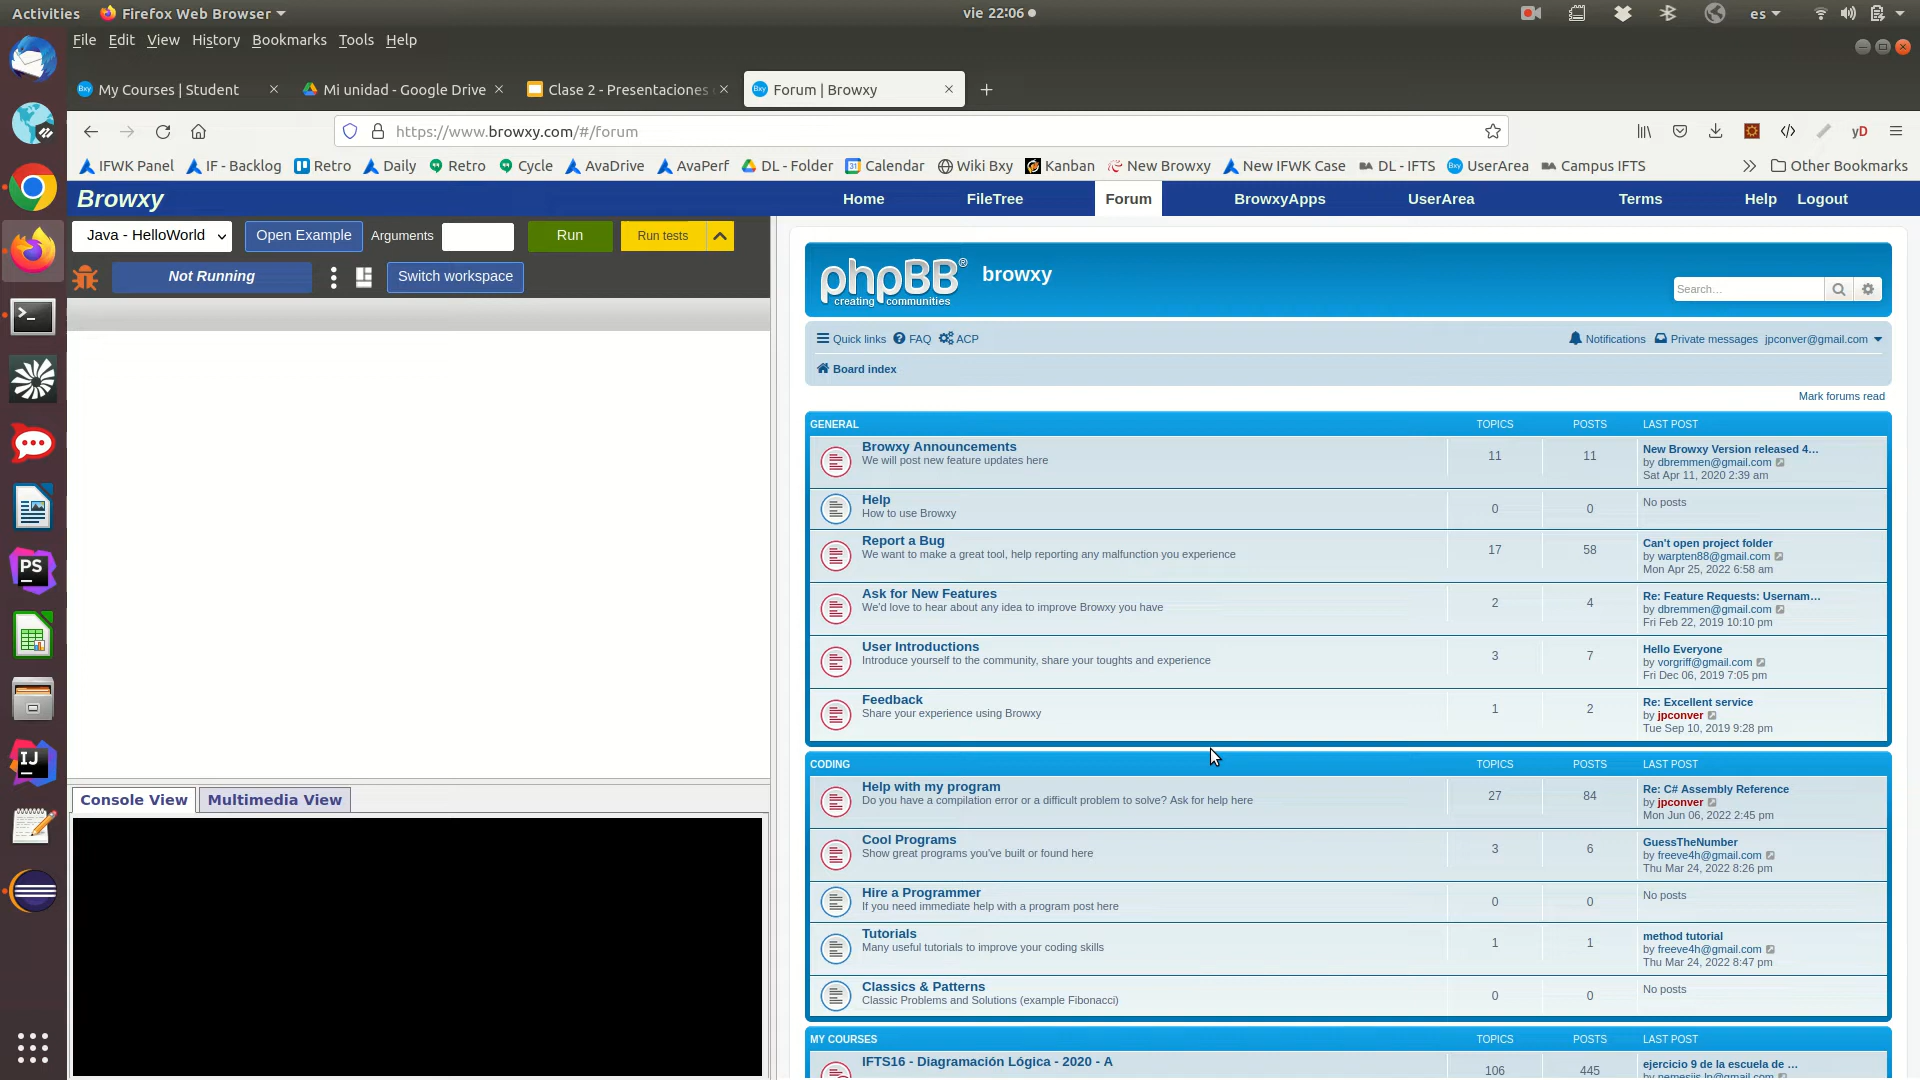 Activities Firefox Web Browser vie 22:06 es
File Edit View History Bookmarks Tools Help
My Courses | Student Mi unidad - Google Drive Clase 2 - Presentaciones Forum | Browxy
https://www.browxy.com/#/forum yD
IFWK Panel IF - Backlog Retro Daily Retro Cycle AvaDrive AvaPerf DL - Folder Calendar Wiki Bxy Kanban New Browxy New IFWK Case DL - IFTS UserArea Campus IFTS Other Bookmarks
Browxy Home FileTree Forum BrowxyApps UserArea Terms Help Logout
Java - HelloWorld Open Example Arguments Run Run tests
Not Running Switch workspace
Console View Multimedia View
phpBB® browxy
creating communities
Search…
Quick links FAQ ACP Notifications Private messages jpconver@gmail.com
Board index
Mark forums read
GENERAL TOPICS POSTS LAST POST
Browxy Announcements
We will post new feature updates here
11 11
New Browxy Version released 4…
by dbremmen@gmail.com
Sat Apr 11, 2020 2:39 am
Help
How to use Browxy
0 0 No posts
Report a Bug
We want to make a great tool, help reporting any malfunction you experience
17 58
Can't open project folder
by warpten88@gmail.com
Mon Apr 25, 2022 6:58 am
Ask for New Features
We'd love to hear about any idea to improve Browxy you have
2 4
Re: Feature Requests: Usernam…
by dbremmen@gmail.com
Fri Feb 22, 2019 10:10 pm
User Introductions
Introduce yourself to the community, share your toughts and experience
3 7
Hello Everyone
by vorgriff@gmail.com
Fri Dec 06, 2019 7:05 pm
Feedback
Share your experience using Browxy
1 2
Re: Excellent service
by jpconver
Tue Sep 10, 2019 9:28 pm
CODING TOPICS POSTS LAST POST
Help with my program
Do you have a compilation error or a difficult problem to solve? Ask for help here
27 84
Re: C# Assembly Reference
by jpconver
Mon Jun 06, 2022 2:45 pm
Cool Programs
Show great programs you've built or found here
3 6
GuessTheNumber
by freeve4h@gmail.com
Thu Mar 24, 2022 8:26 pm
Hire a Programmer
If you need immediate help with a program post here
0 0 No posts
Tutorials
Many useful tutorials to improve your coding skills
1 1
method tutorial
by freeve4h@gmail.com
Thu Mar 24, 2022 8:47 pm
Classics & Patterns
Classic Problems and Solutions (example Fibonacci)
0 0 No posts
MY COURSES TOPICS POSTS LAST POST
IFTS16 - Diagramación Lógica - 2020 - A
106 445
ejercicio 9 de la escuela de …
PS
IJ